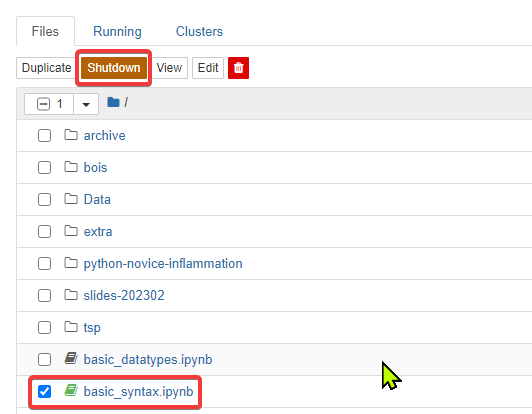 Files Running Clusters
Duplicate Shutdown View Edit
1 /
archive
bois
Data
extra
python-novice-inflammation
slides-202302
tsp
basic_datatypes.ipynb
basic_syntax.ipynb